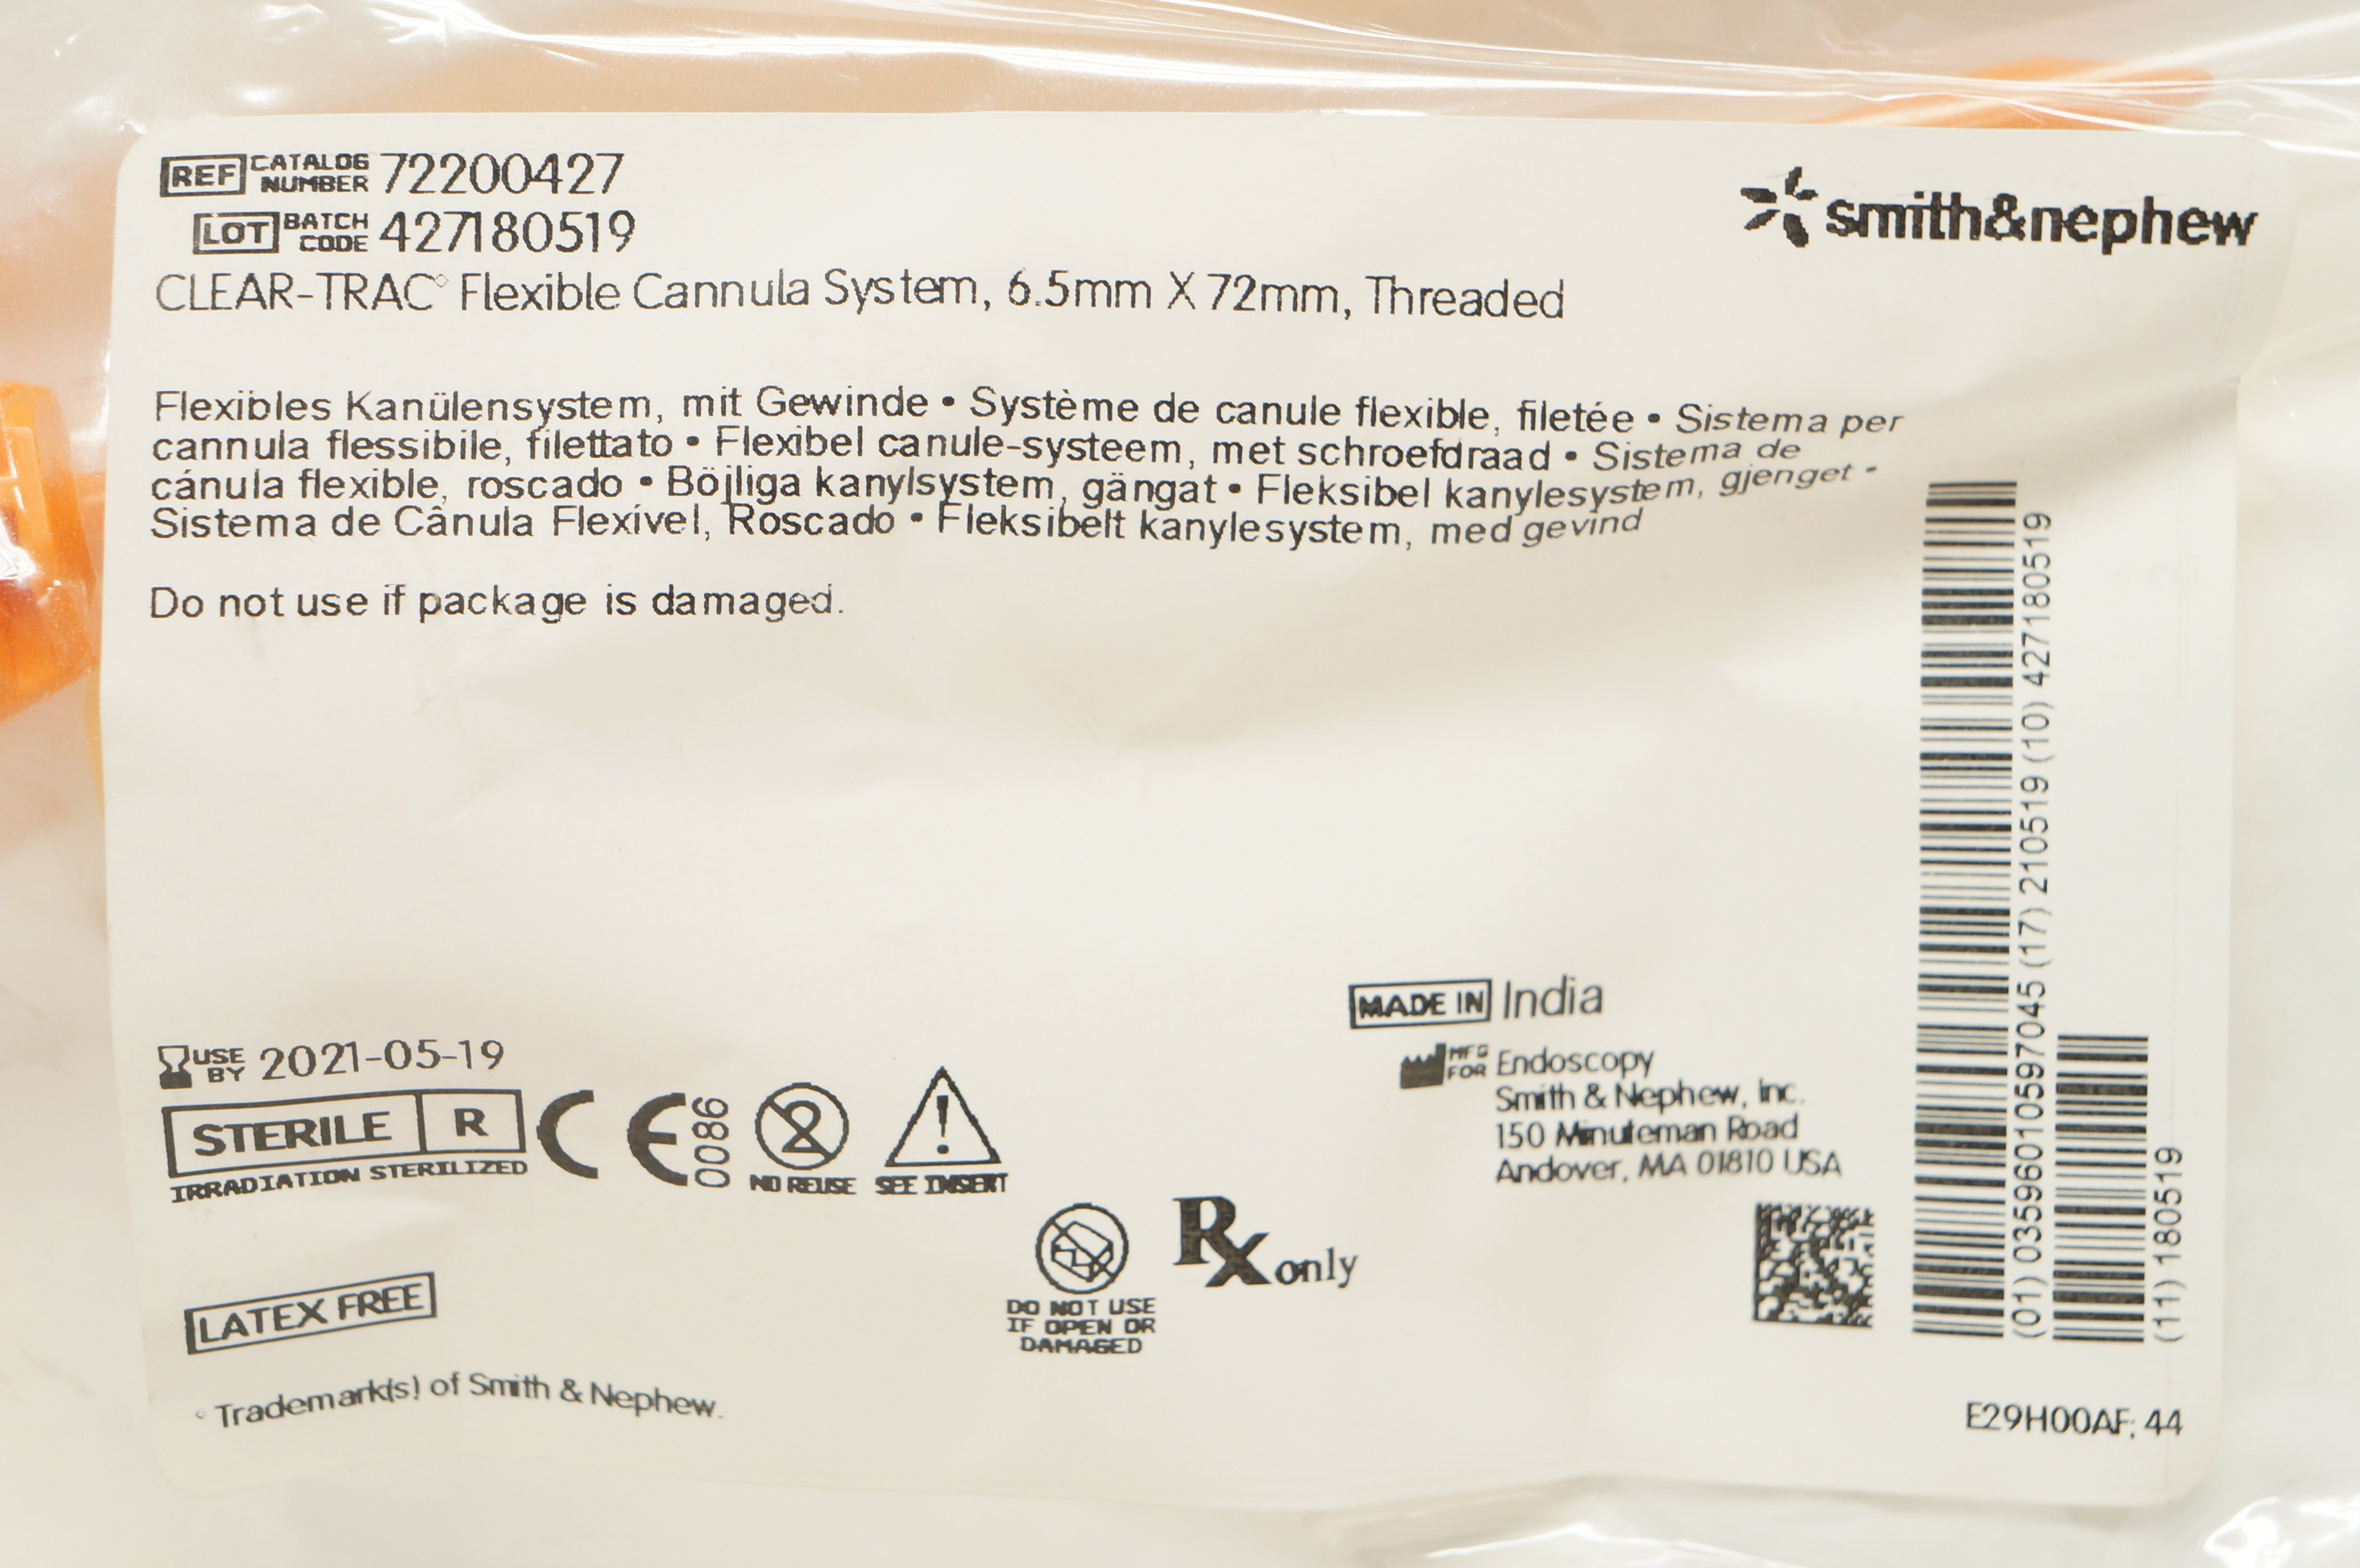 REF CATALOG NUMBER 72200427
LOT BATCH CODE 427180519
smith&nephew
CLEAR-TRAC° Flexible Cannula System, 6.5mm X 72mm, Threaded
Flexibles Kanülensystem, mit Gewinde • Système de canule flexible, filetée • Sistema per
cannula flessibile, filettato • Flexibel canule-systeem, met schroefdraad • Sistema de
cánula flexible, roscado • Böjliga kanylsystem, gängat • Fleksibel kanylesystem, gjenget •
Sistema de Cânula Flexível, Roscado • Fleksibelt kanylesystem, med gevind
Do not use if package is damaged.
MADE IN India
MFG FOR Endoscopy
Smith & Nephew, Inc.
150 Minuteman Road
Andover, MA 01810 USA
USE BY 2021-05-19
STERILE R
IRRADIATION STERILIZED
CE 0086
2
NO REUSE
!
SEE INSERT
DO NOT USE
IF OPEN OR
DAMAGED
Rx only
LATEX FREE
° Trademark(s) of Smith & Nephew.
(01) 03596010597045 (17) 210519 (10) 427180519
(11) 180519
E29H00AF; 44